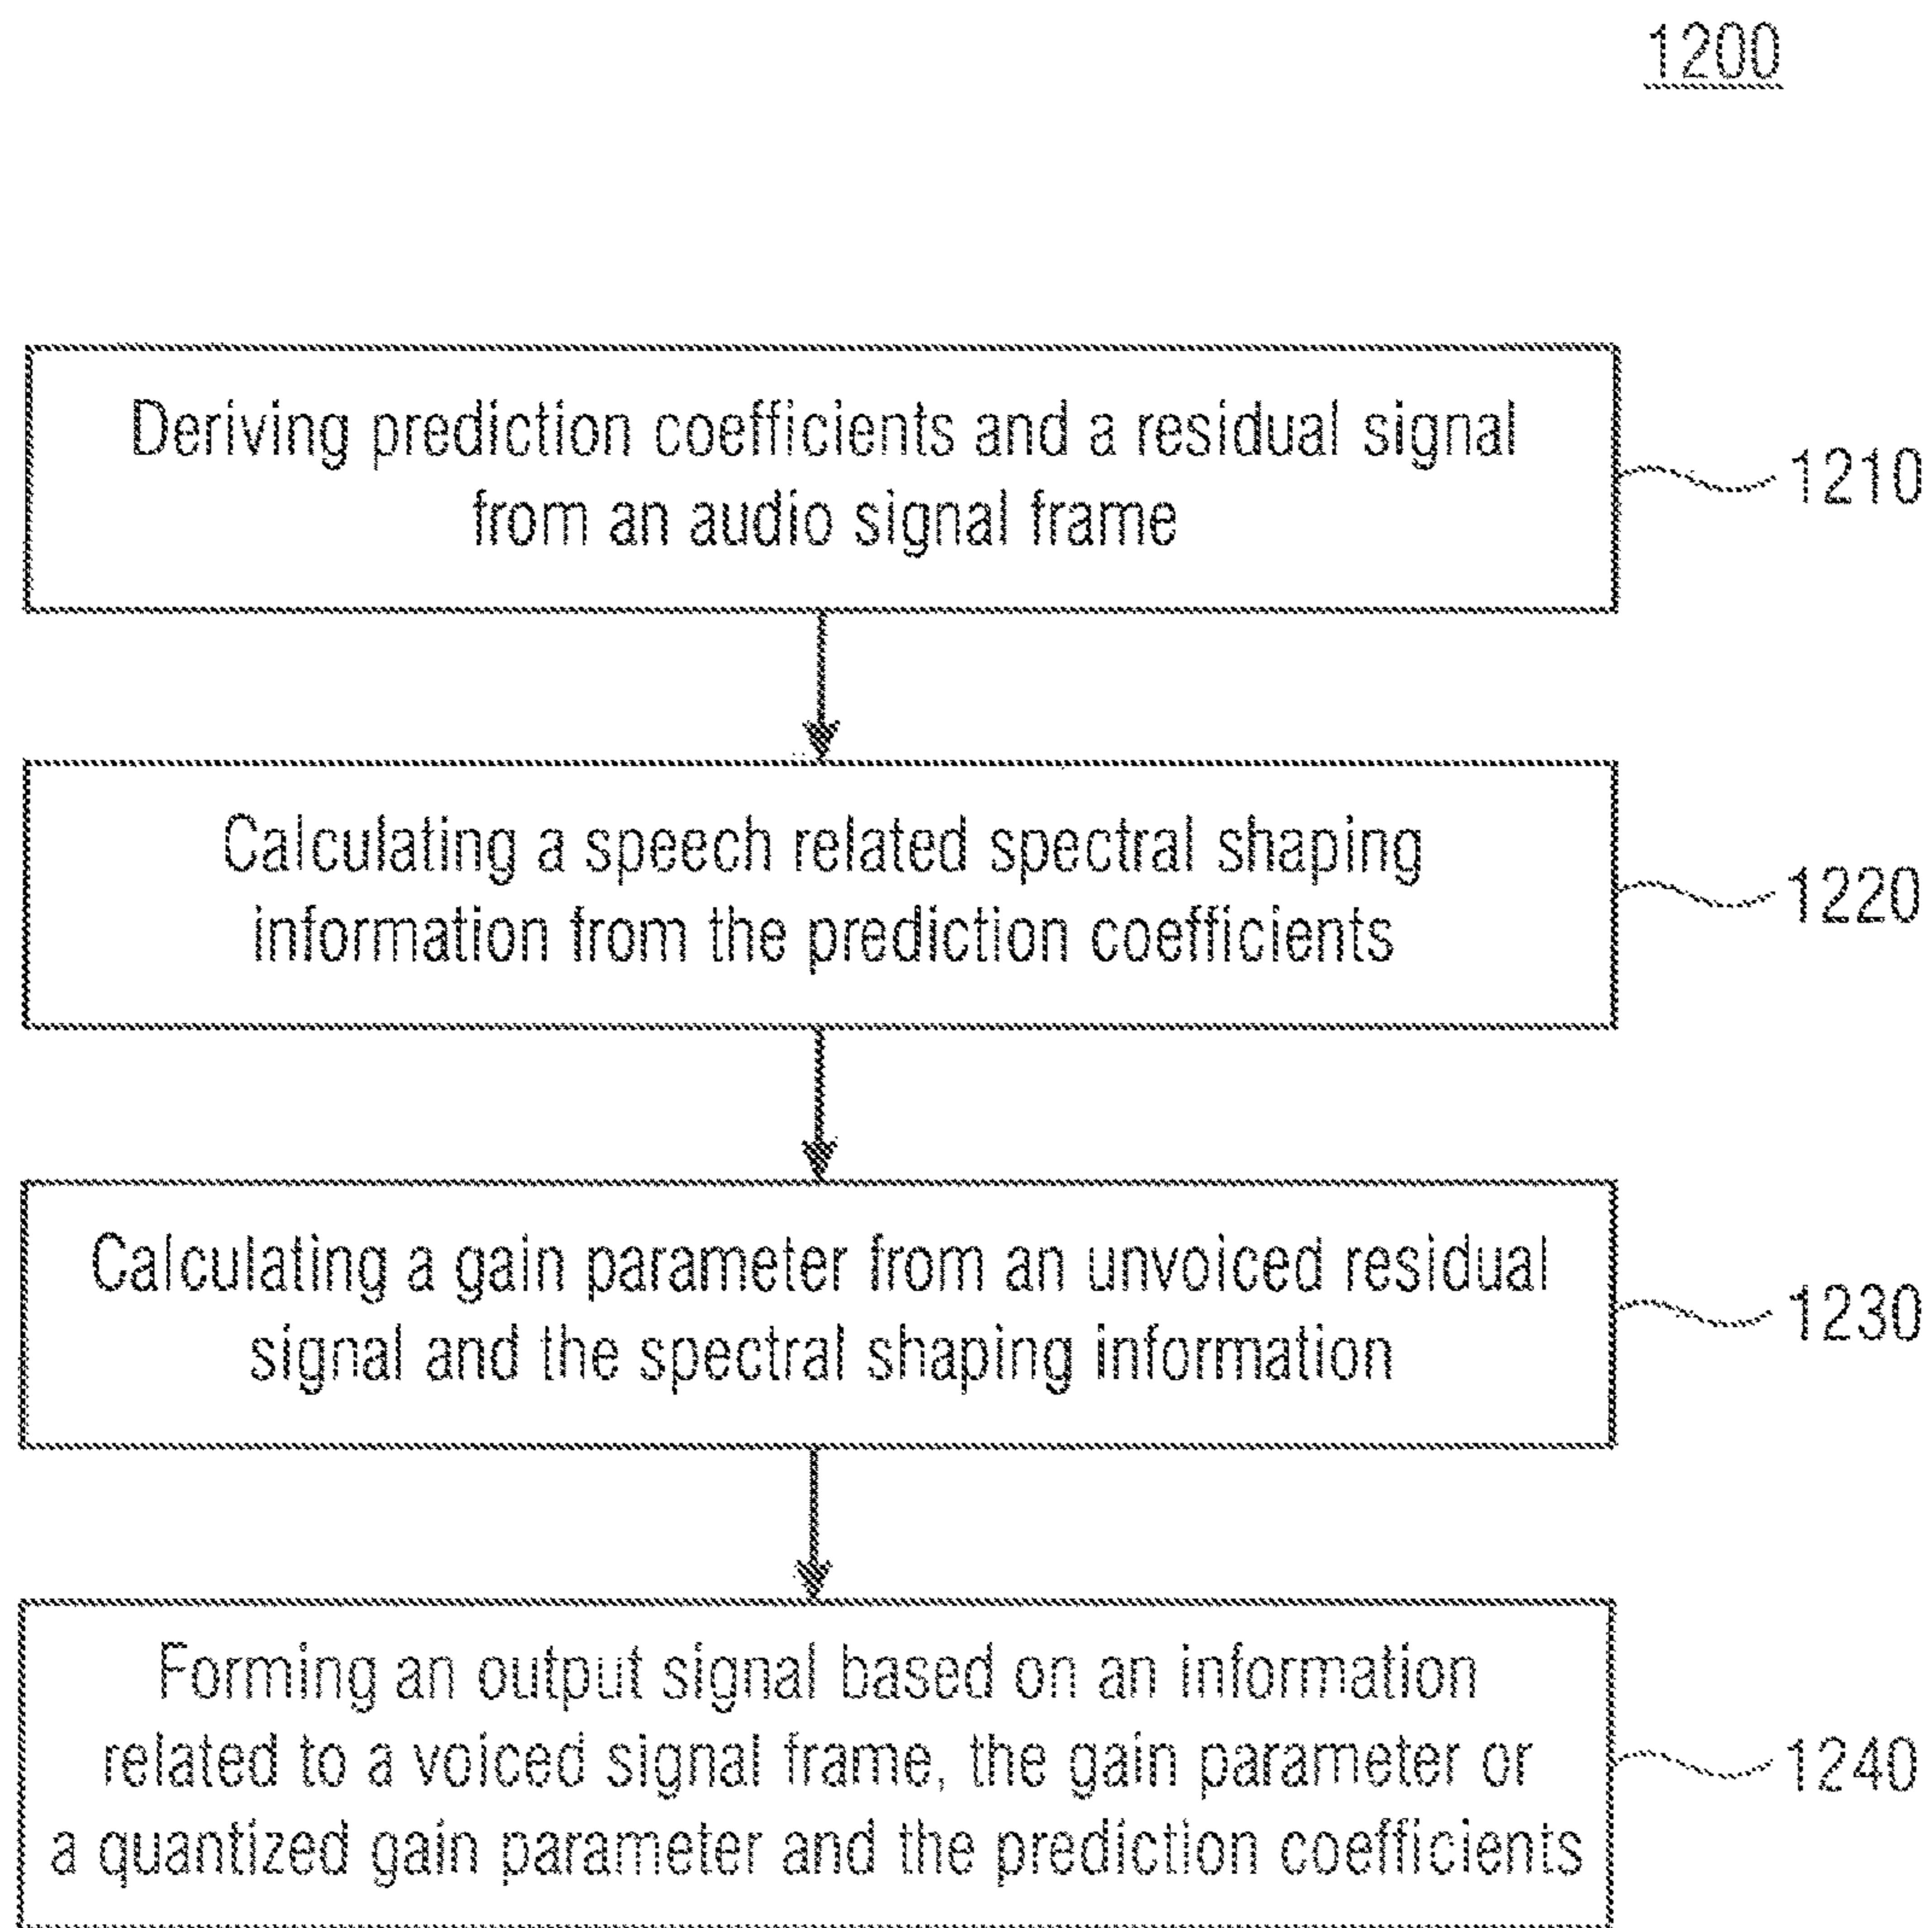 1200
Deriving prediction coefficients and a residual signal
from an audio signal frame
1210
Calculating a speech related spectral shaping
information from the prediction coefficients
1220
Calculating a gain parameter from an unvoiced residual
signal and the spectral shaping information
1230
Forming an output signal based on an information
related to a voiced signal frame, the gain parameter or
a quantized gain parameter and the prediction coefficients
1240